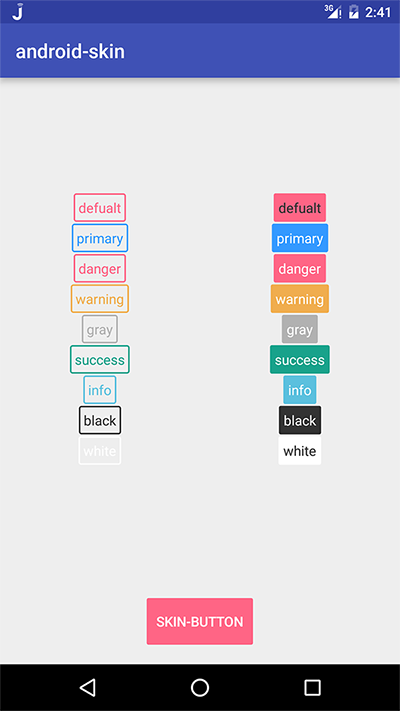 3G 2:41
android-skin
defualt defualt
primary primary
danger danger
warning warning
gray gray
success success
info info
black black
white white
SKIN-BUTTON